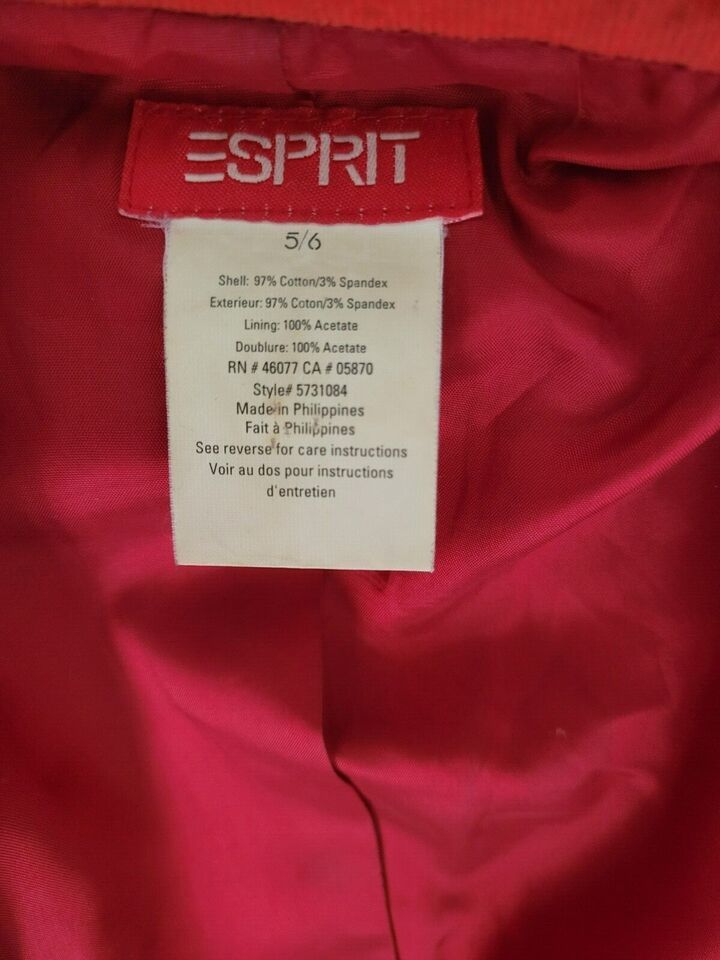 ESPRIT
5/6
Shell: 97% Cotton/3% Spandex
Exterieur: 97% Coton/3% Spandex
Lining: 100% Acetate
Doublure: 100% Acetate
RN # 46077 CA # 05870
Style# 5731084
Made in Philippines
Fait à Philippines
See reverse for care instructions
Voir au dos pour instructions
d'entretien